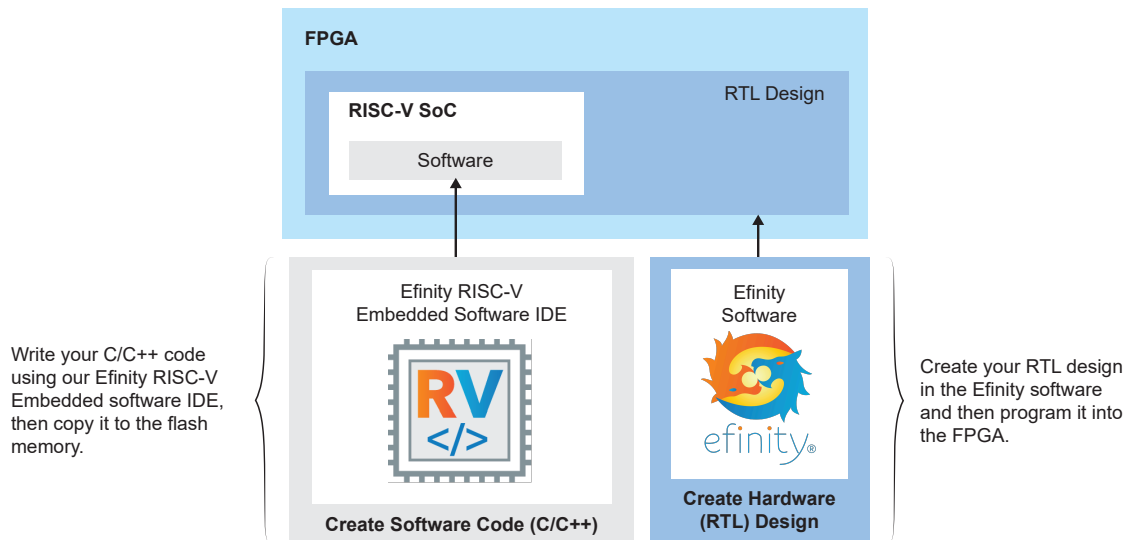 FPGA
RTL Design
RISC-V SoC
Software
Efinity RISC-V
Embedded Software IDE
RV
</>
Create Software Code (C/C++)
Efinity
Software
efinity®
Create Hardware
(RTL) Design
Write your C/C++ code
using our Efinity RISC-V
Embedded software IDE,
then copy it to the flash
memory.
Create your RTL design
in the Efinity software
and then program it into
the FPGA.